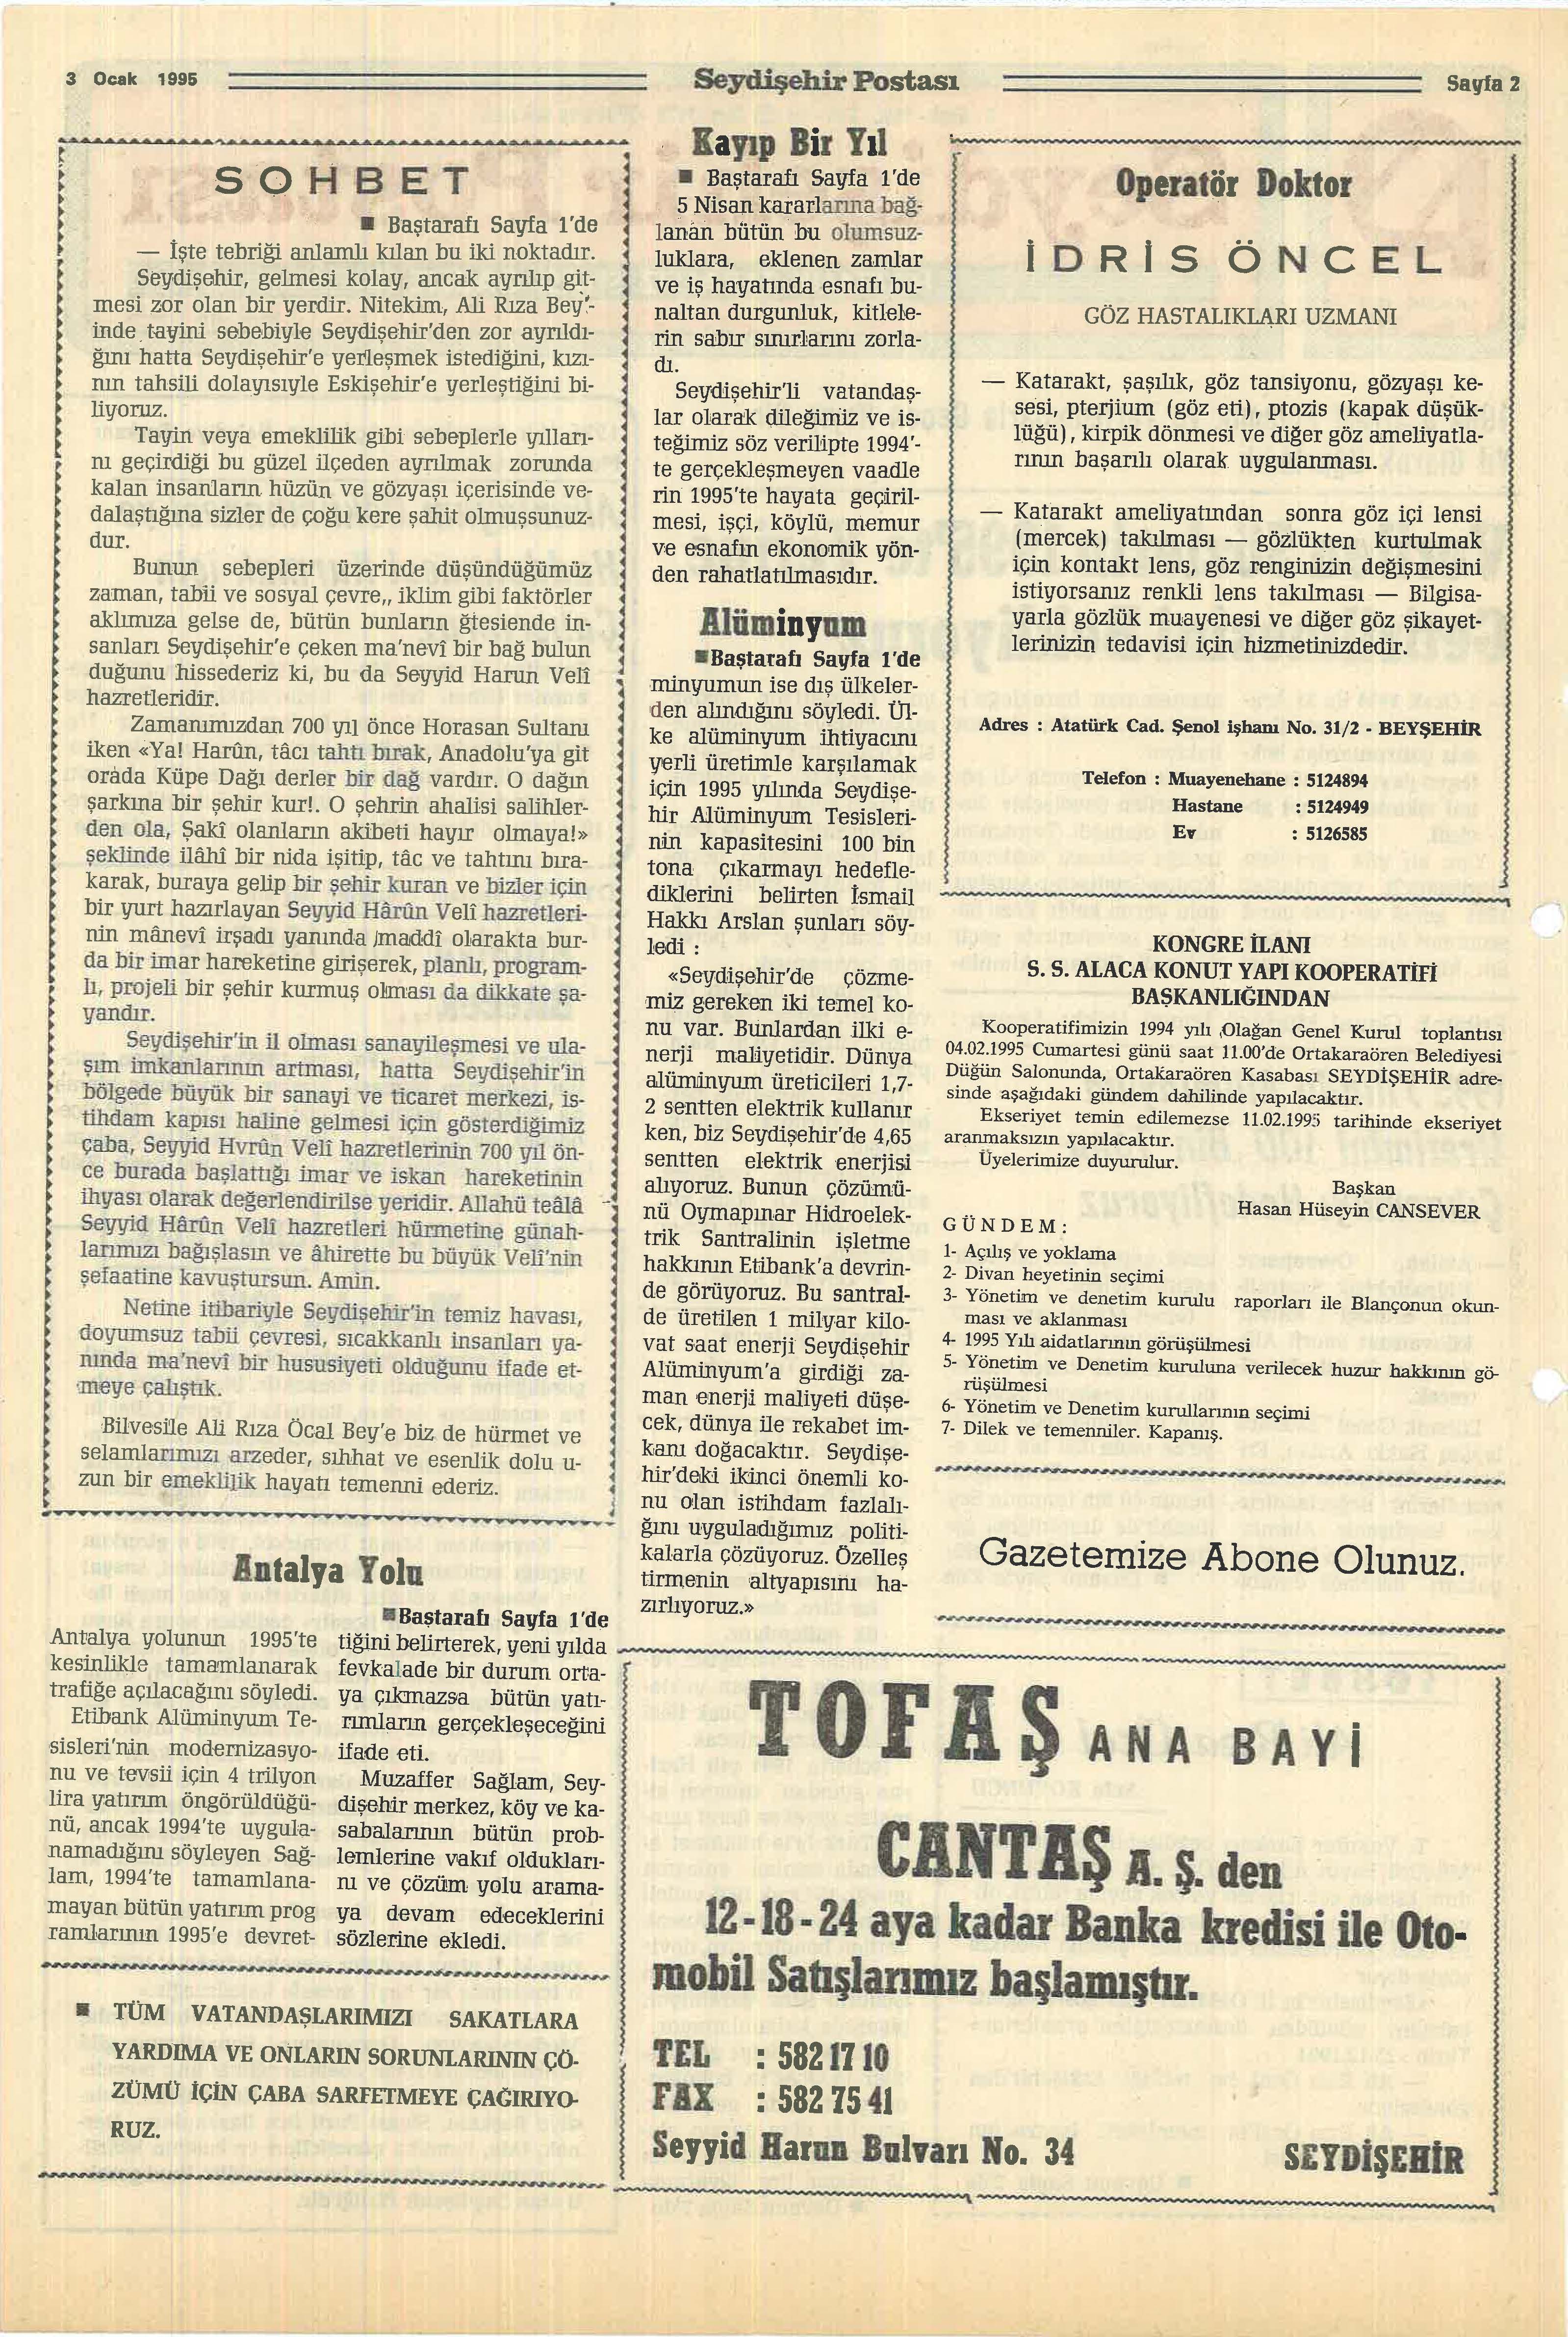 3 Ocak 1995
Seydişehir Postası
Sayfa 2
SOHBET
■ Baştarafı Sayfa 1'de
— İşte tebriği anlamlı kılan bu iki noktadır.
Seydişehir, gelmesi kolay, ancak ayrılıp git-
mesi zor olan bir yerdir. Nitekim, Ali Rıza Bey'-
inde tayini sebebiyle Seydişehir'den zor ayrıldı-
ğını hatta Seydişehir'e yerleşmek istediğini, kızı-
nın tahsili dolayısıyle Eskişehir'e yerleştiğini bi-
liyoruz.
Tayin veya emeklilik gibi sebeplerle yılları-
nı geçirdiği bu güzel ilçeden ayrılmak zorunda
kalan insanların hüzün ve gözyaşı içerisinde ve-
dalaştığına sizler de çoğu kere şahit olmuşsunuz-
dur.
Bunun sebepleri üzerinde düşündüğümüz
zaman, tabii ve sosyal çevre,, iklim gibi faktörler
aklımıza gelse de, bütün bunların ğtesiende in-
sanları Seydişehir'e çeken ma'nevî bir bağ bulun
duğunu hissederiz ki, bu da Seyyid Harun Velî
hazretleridir.
Zamanımızdan 700 yıl önce Horasan Sultanı
iken «Ya! Harûn, tâcı tahtı bırak, Anadolu'ya git
orada Küpe Dağı derler bir dağ vardır. O dağın
şarkına bir şehir kur!. O şehrin ahalisi salihler-
den ola, Şakî olanların akibeti hayır olmaya!»
şeklinde ilâhî bir nida işitip, tâc ve tahtını bıra-
karak, buraya gelip bir şehir kuran ve bizler için
bir yurt hazırlayan Seyyid Hârûn Velî hazretleri-
nin mânevî irşadı yanında maddî olarakta bur-
da bir imar hareketine girişerek, planlı, program-
lı, projeli bir şehir kurmuş olması da dikkate şa-
yandır.
Seydişehir'in il olması sanayileşmesi ve ula-
şım imkanlarının artması, hatta Seydişehir'in
bölgede büyük bir sanayi ve ticaret merkezi, is-
tihdam kapısı haline gelmesi için gösterdiğimiz
çaba, Seyyid Hvrûn Velî hazretlerinin 700 yıl ön-
ce burada başlattığı imar ve iskan hareketinin
ihyası olarak değerlendirilse yeridir. Allahü teâlâ
Seyyid Hârûn Velî hazretleri hürmetine günah-
larımızı bağışlasın ve âhirette bu büyük Velî'nin
şefaatine kavuştursun. Amin.
Netine itibariyle Seydişehir'in temiz havası,
doyumsuz tabii çevresi, sıcakkanlı insanları ya-
nında ma'nevî bir hususiyeti olduğunu ifade et-
meye çalıştık.
Bilvesile Ali Rıza Öcal Bey'e biz de hürmet ve
selamlarımızı arzeder, sıhhat ve esenlik dolu u-
zun bir emeklilik hayatı temenni ederiz.
Antalya Yolu
■Baştarafı Sayfa 1'de
Antalya yolunun 1995'te
kesinlikle tamamlanarak
trafiğe açılacağını söyledi.
Etibank Alüminyum Te-
sisleri'nin modernizasyo-
nu ve tevsii için 4 trilyon
lira yatırım öngörüldüğü-
nü, ancak 1994'te uygula-
namadığını söyleyen Sağ-
lam, 1994'te tamamlana-
mayan bütün yatırım prog
ramlarının 1995'e devret-
tiğini belirterek, yeni yılda
fevkalade bir durum orta-
ya çıkmazsa bütün yatı-
rımların gerçekleşeceğini
ifade eti.
Muzaffer Sağlam, Sey-
dişehir merkez, köy ve ka-
sabalarının bütün prob-
lemlerine vakıf oldukları-
nı ve çözüm yolu arama-
ya devam edeceklerini
sözlerine ekledi.
■ TÜM VATANDAŞLARIMIZI SAKATLARA
YARDIMA VE ONLARIN SORUNLARININ ÇÖ-
ZÜMÜ İÇİN ÇABA SARFETMEYE ÇAĞIRIYO-
RUZ.
Kayıp Bir Yıl
■ Baştarafı Sayfa 1'de
5 Nisan kararlarına bağ-
lanan bütün bu olumsuz-
luklara, eklenen zamlar
ve iş hayatında esnafı bu-
naltan durgunluk, kitlele-
rin sabır sınırlarını zorla-
dı.
Seydişehir'li vatandaş-
lar olarak dileğimiz ve is-
teğimiz söz verilipte 1994'-
te gerçekleşmeyen vaadle
rin 1995'te hayata geçiril-
mesi, işçi, köylü, memur
ve esnafın ekonomik yön-
den rahatlatılmasıdır.
Alüminyum
■Baştarafı Sayfa 1'de
minyumun ise dış ülkeler-
den alındığını söyledi. Ül-
ke alüminyum ihtiyacını
yerli üretimle karşılamak
için 1995 yılında Seydişe-
hir Alüminyum Tesisleri-
nin kapasitesini 100 bin
tona çıkarmayı hedefle-
diklerini belirten İsmail
Hakkı Arslan şunları söy-
ledi :
«Seydişehir'de çözme-
miz gereken iki temel ko-
nu var. Bunlardan ilki e-
nerji maliyetidir. Dünya
alüminyum üreticileri 1,7-
2 sentten elektrik kullanır
ken, biz Seydişehir'de 4,65
sentten elektrik enerjisi
alıyoruz. Bunun çözümü-
nü Oymapınar Hidroelek-
trik Santralinin işletme
hakkının Etibank'a devrin-
de görüyoruz. Bu santral-
de üretilen 1 milyar kilo-
vat saat enerji Seydişehir
Alüminyum'a girdiği za-
man enerji maliyeti düşe-
cek, dünya ile rekabet im-
kanı doğacaktır. Seydişe-
hir'deki ikinci önemli ko-
nu olan istihdam fazlalı-
ğını uyguladığımız politi-
kalarla çözüyoruz. Özelleş
tirmenin altyapısını ha-
zırlıyoruz.»
Operatör Doktor
İDRİS ÖNCEL
GÖZ HASTALIKLARI UZMANI
— Katarakt, şaşılık, göz tansiyonu, gözyaşı ke-
sesi, pterjium (göz eti), ptozis (kapak düşük-
lüğü), kirpik dönmesi ve diğer göz ameliyatla-
rının başarılı olarak uygulanması.
— Katarakt ameliyatından sonra göz içi lensi
(mercek) takılması — gözlükten kurtulmak
için kontakt lens, göz renginizin değişmesini
istiyorsanız renkli lens takılması — Bilgisa-
yarla gözlük muayenesi ve diğer göz şikayet-
lerinizin tedavisi için hizmetinizdedir.
Adres : Atatürk Cad. Şenol işhanı No. 31/2 - BEYŞEHİR
Telefon : Muayenehane : 5124894
Hastane : 5124949
Ev : 5126585
KONGRE İLANI
S. S. ALACA KONUT YAPI KOOPERATİFİ
BAŞKANLIĞINDAN
Kooperatifimizin 1994 yılı Olağan Genel Kurul toplantısı
04.02.1995 Cumartesi günü saat 11.00'de Ortakaraören Belediyesi
Düğün Salonunda, Ortakaraören Kasabası SEYDİŞEHİR adre-
sinde aşağıdaki gündem dahilinde yapılacaktır.
Ekseriyet temin edilemezse 11.02.1995 tarihinde ekseriyet
aranmaksızın yapılacaktır.
Üyelerimize duyurulur.
Başkan
Hasan Hüseyin CANSEVER
GÜNDEM:
1- Açılış ve yoklama
2- Divan heyetinin seçimi
3- Yönetim ve denetim kurulu raporları ile Blançonun okun-
ması ve aklanması
4- 1995 Yılı aidatlarının görüşülmesi
5- Yönetim ve Denetim kuruluna verilecek huzur hakkının gö-
rüşülmesi
6- Yönetim ve Denetim kurullarının seçimi
7- Dilek ve temenniler. Kapanış.
Gazetemize Abone Olunuz.
TOFAŞ ANA BAYİ
CANTAŞ A. Ş. den
12-18-24 aya kadar Banka kredisi ile Oto-
mobil Satışlarımız başlamıştır.
TEL : 582 17 10
FAX : 582 75 41
Seyyid Harun Bulvarı No. 34 SEYDİŞEHİR